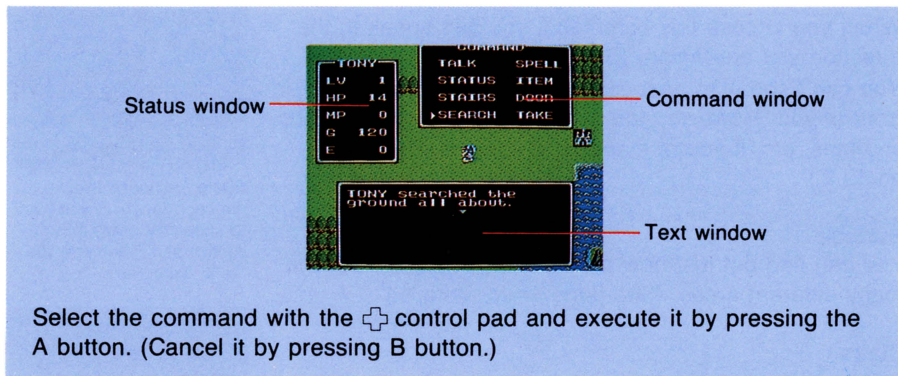 COMMAND
TONY
TALK SPELL
LV 1
STATUS ITEM
Status window
HP 14
STAIRS DOOR
Command window
MP 0
SEARCH TAKE
G 120
E 0
TONY searched the
ground all about.
Text window
Select the command with the control pad and execute it by pressing the
A button. (Cancel it by pressing B button.)